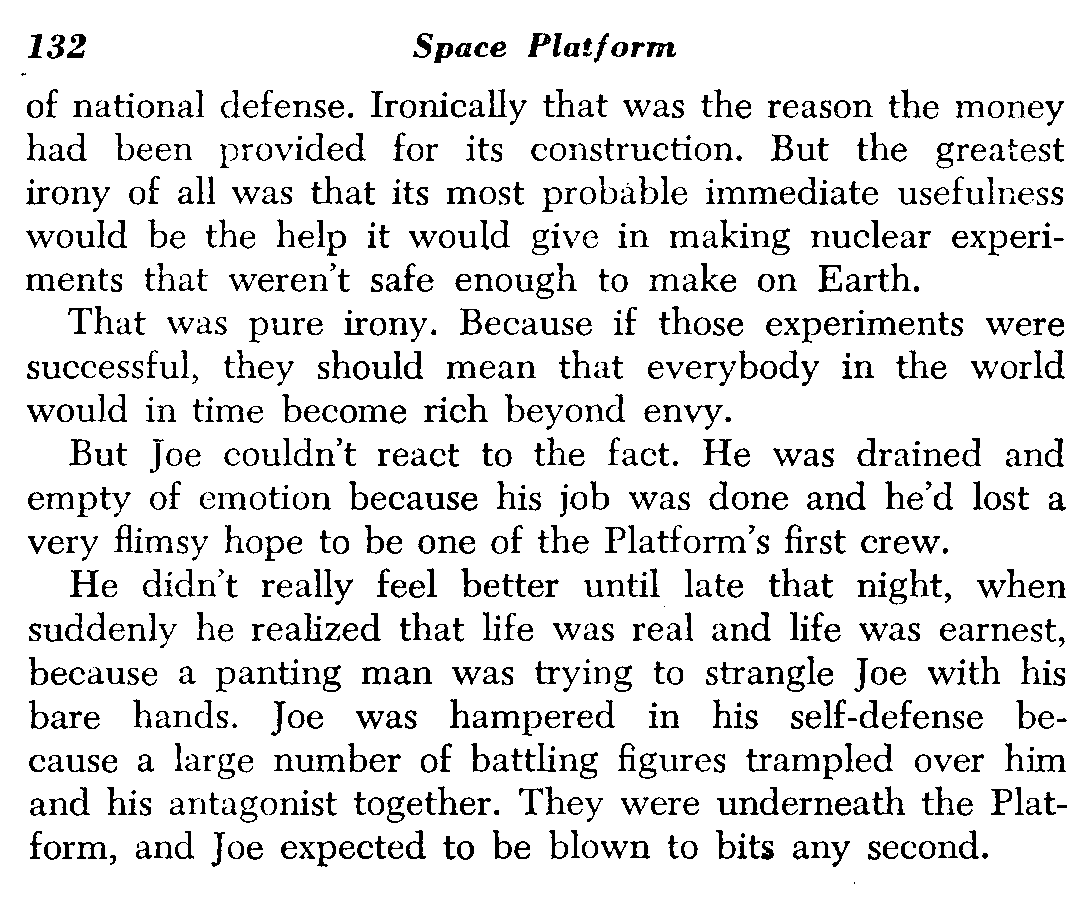 132 Space Platform
of national defense. Ironically that was the reason the money
had been provided for its construction. But the greatest
irony of all was that its most probable immediate usefulness
would be the help it would give in making nuclear experi-
ments that weren't safe enough to make on Earth.
That was pure irony. Because if those experiments were
successful, they should mean that everybody in the world
would in time become rich beyond envy.
But Joe couldn't react to the fact. He was drained and
empty of emotion because his job was done and he'd lost a
very flimsy hope to be one of the Platform's first crew.
He didn't really feel better until late that night, when
suddenly he realized that life was real and life was earnest,
because a panting man was trying to strangle Joe with his
bare hands. Joe was hampered in his self-defense be-
cause a large number of battling figures trampled over him
and his antagonist together. They were underneath the Plat-
form, and Joe expected to be blown to bits any second.